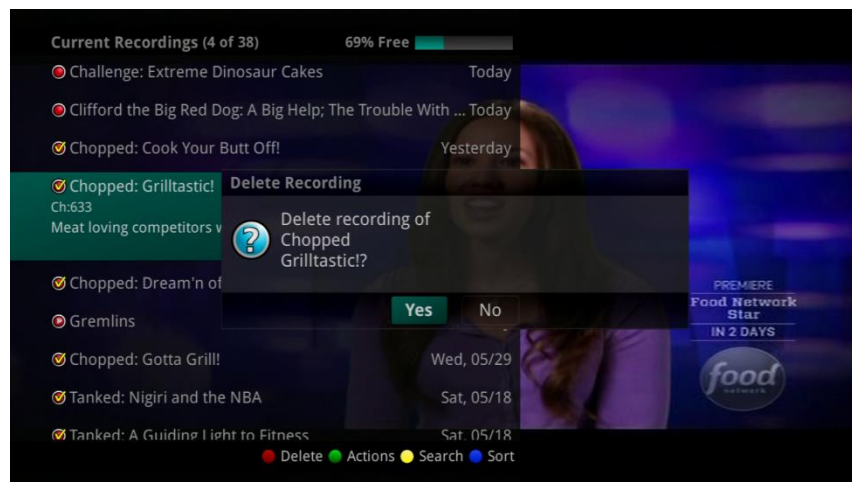 Current Recordings (4 of 38) 69% Free
Challenge: Extreme Dinosaur Cakes Today
Clifford the Big Red Dog: A Big Help; The Trouble With ... Today
Chopped: Cook Your Butt Off! Yesterday
Chopped: Grilltastic!
Ch:633
Meat loving competitors
Delete Recording
Delete recording of
Chopped
Grilltastic!?
Yes No
Chopped: Dream'n of
Gremlins
Chopped: Gotta Grill! Wed, 05/29
Tanked: Nigiri and the NBA Sat, 05/18
Tanked: A Guiding Light to Fitness Sat, 05/18
Delete Actions Search Sort
PREMIERE
Food Network
Star
IN 2 DAYS
food
network